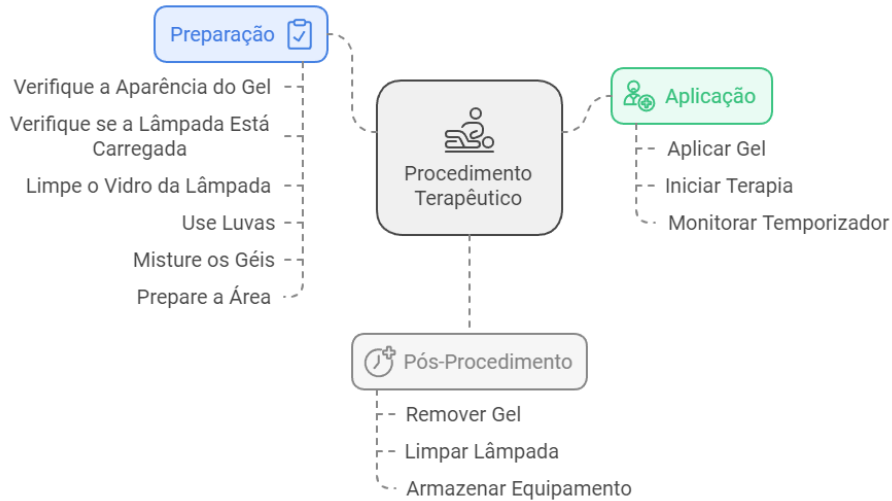 Preparação
Verifique a Aparência do Gel
Verifique se a Lâmpada Está
Carregada
Limpe o Vidro da Lâmpada
Use Luvas
Misture os Géis
Prepare a Área
Procedimento
Terapêutico
Aplicação
Aplicar Gel
Iniciar Terapia
Monitorar Temporizador
Pós-Procedimento
Remover Gel
Limpar Lâmpada
Armazenar Equipamento